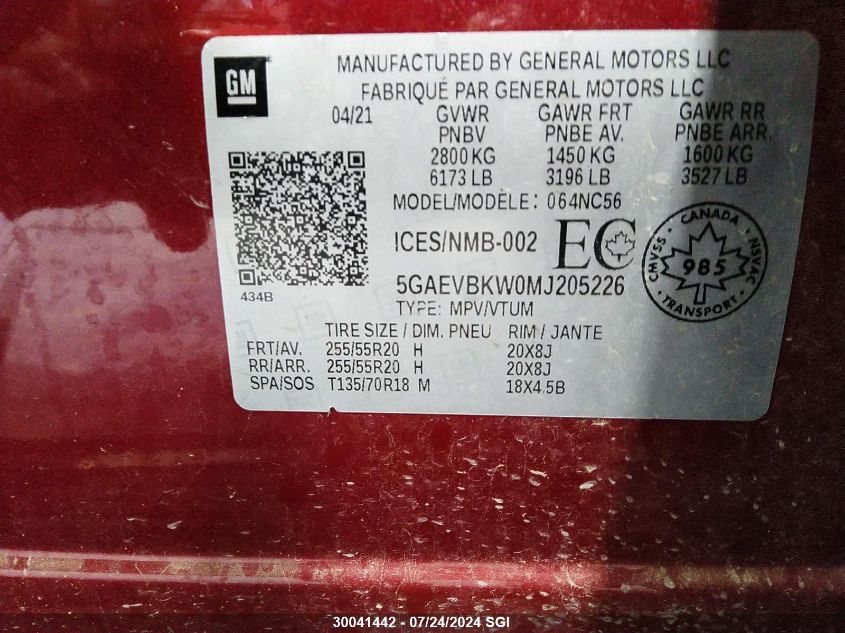 GM
MANUFACTURED BY GENERAL MOTORS LLC
FABRIQUÉ PAR GENERAL MOTORS LLC
04/21 GVWR GAWR FRT GAWR RR
PNBV PNBE AV. PNBE ARR.
2800 KG 1450 KG 1600 KG
6173 LB 3196 LB 3527 LB
MODEL/MODÈLE: 064NC56
ICES/NMB-002 EC
CANADA
CMVSS 985 NSVAC
TRANSPORT
434B
5GAEVBKW0MJ205226
TYPE: MPV/VTUM
TIRE SIZE / DIM. PNEU RIM / JANTE
FRT/AV. 255/55R20 H 20X8J
RR/ARR. 255/55R20 H 20X8J
SPA/SOS T135/70R18 M 18X4.5B
30041442 - 07/24/2024 SGI